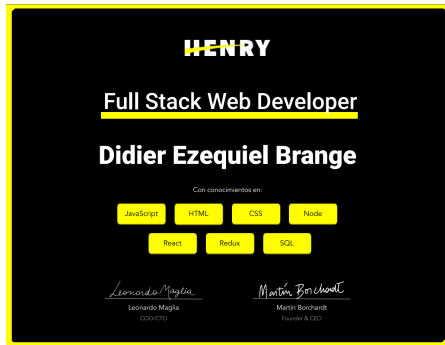 HENRY
Full Stack Web Developer
Didier Ezequiel Brange
Con conocimientos en:
JavaScript HTML CSS Node
React Redux SQL
Leonardo Maglia Martín Borchardt
Leonardo Maglia Martin Borchardt
COO/CTO Founder & CEO